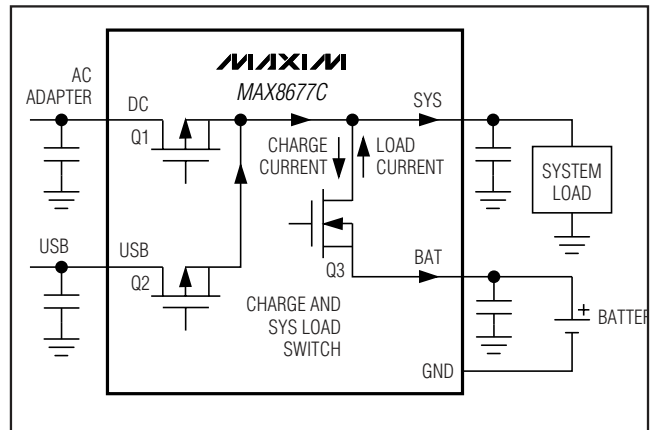 MAXIM
MAX8677C
AC
ADAPTER
DC
Q1
SYS
CHARGE
CURRENT
LOAD
CURRENT
SYSTEM
LOAD
USB
USB
Q2
Q3
BAT
CHARGE AND
SYS LOAD
SWITCH
+
BATTER
GND